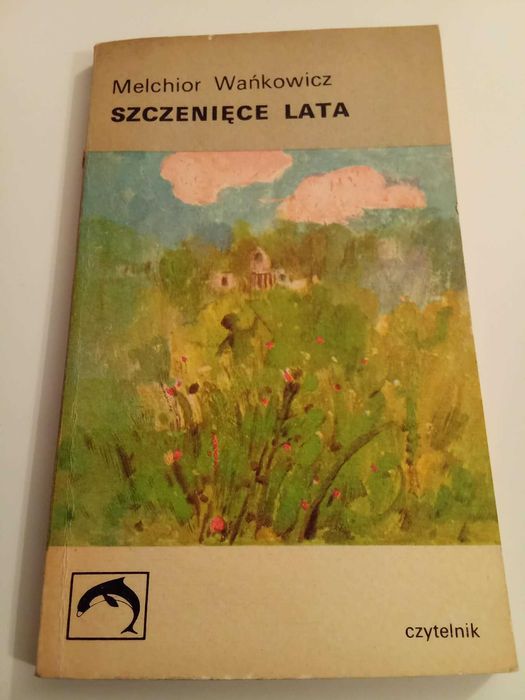 Melchior Wańkowicz
SZCZENIĘCE LATA
czytelnik